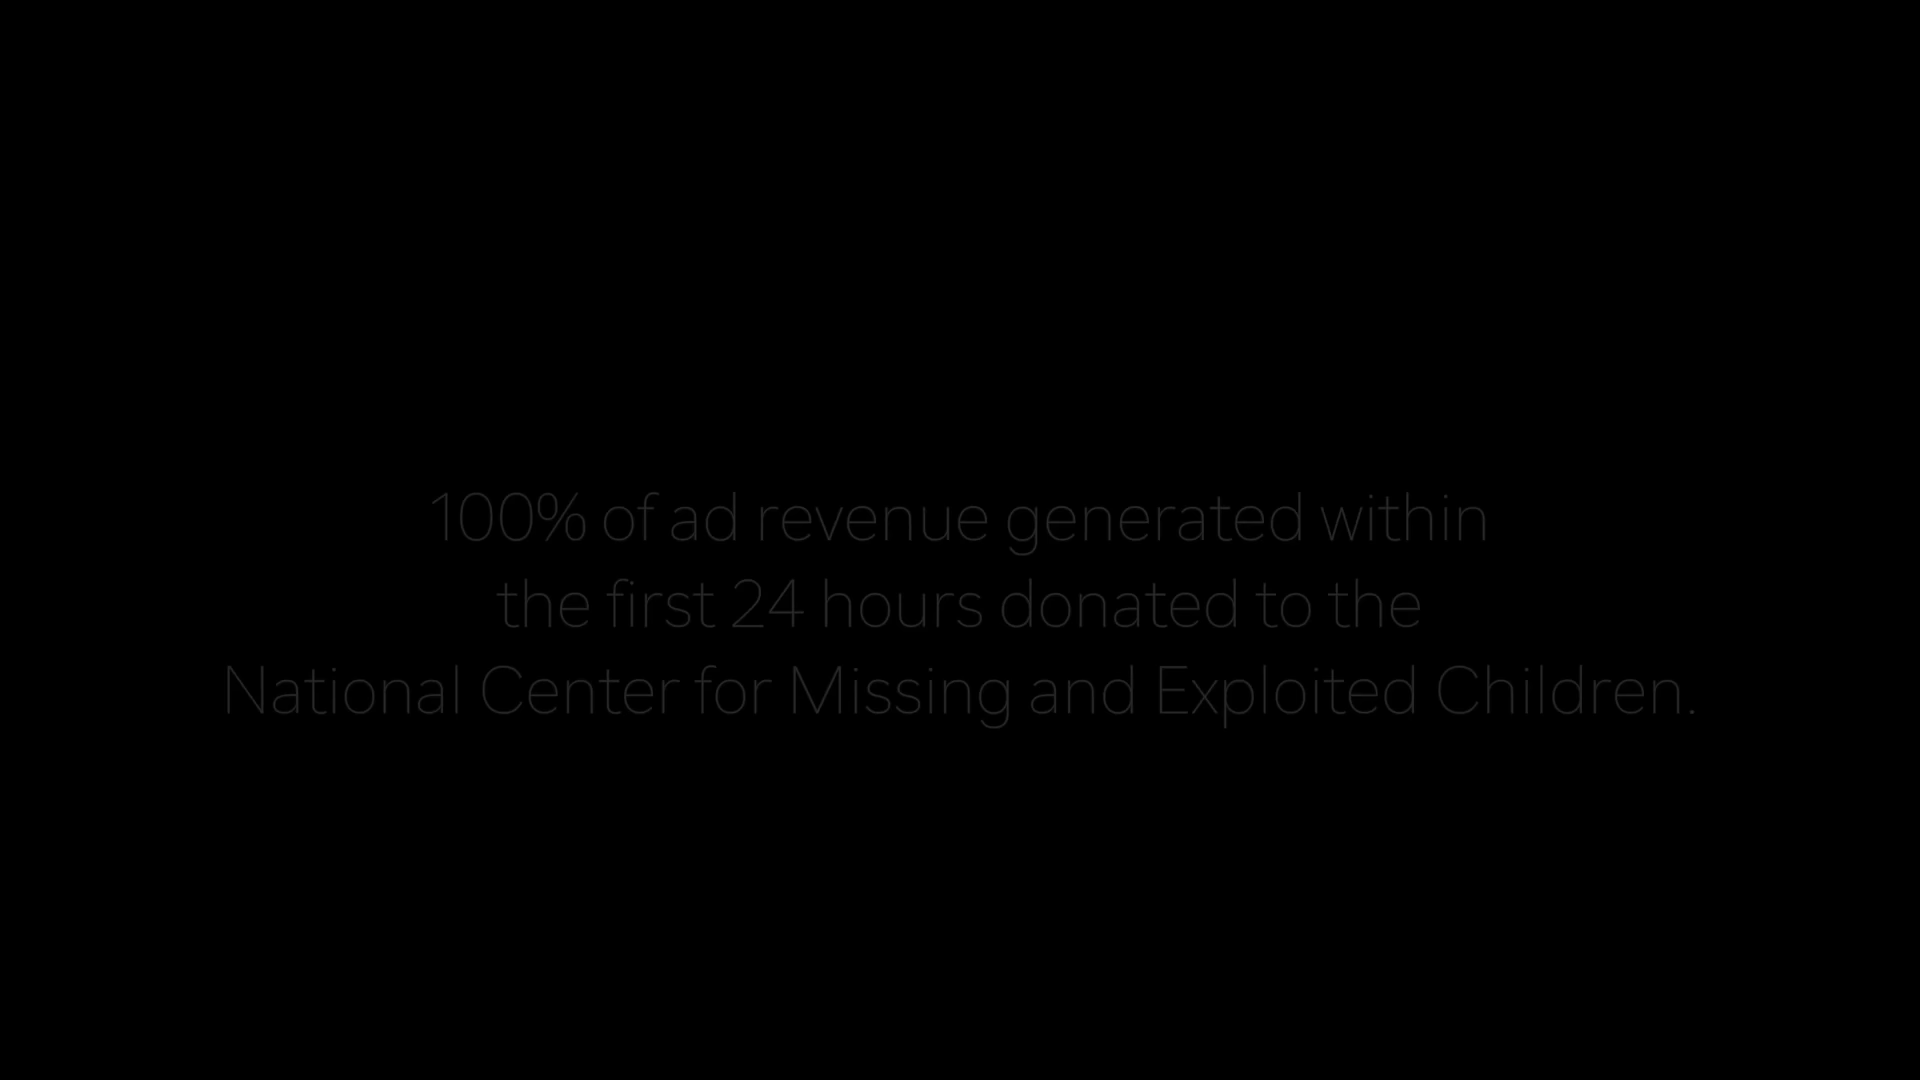 100% of ad revenue generated within
the first 24 hours donated to the
National Center for Missing and Exploited Children.